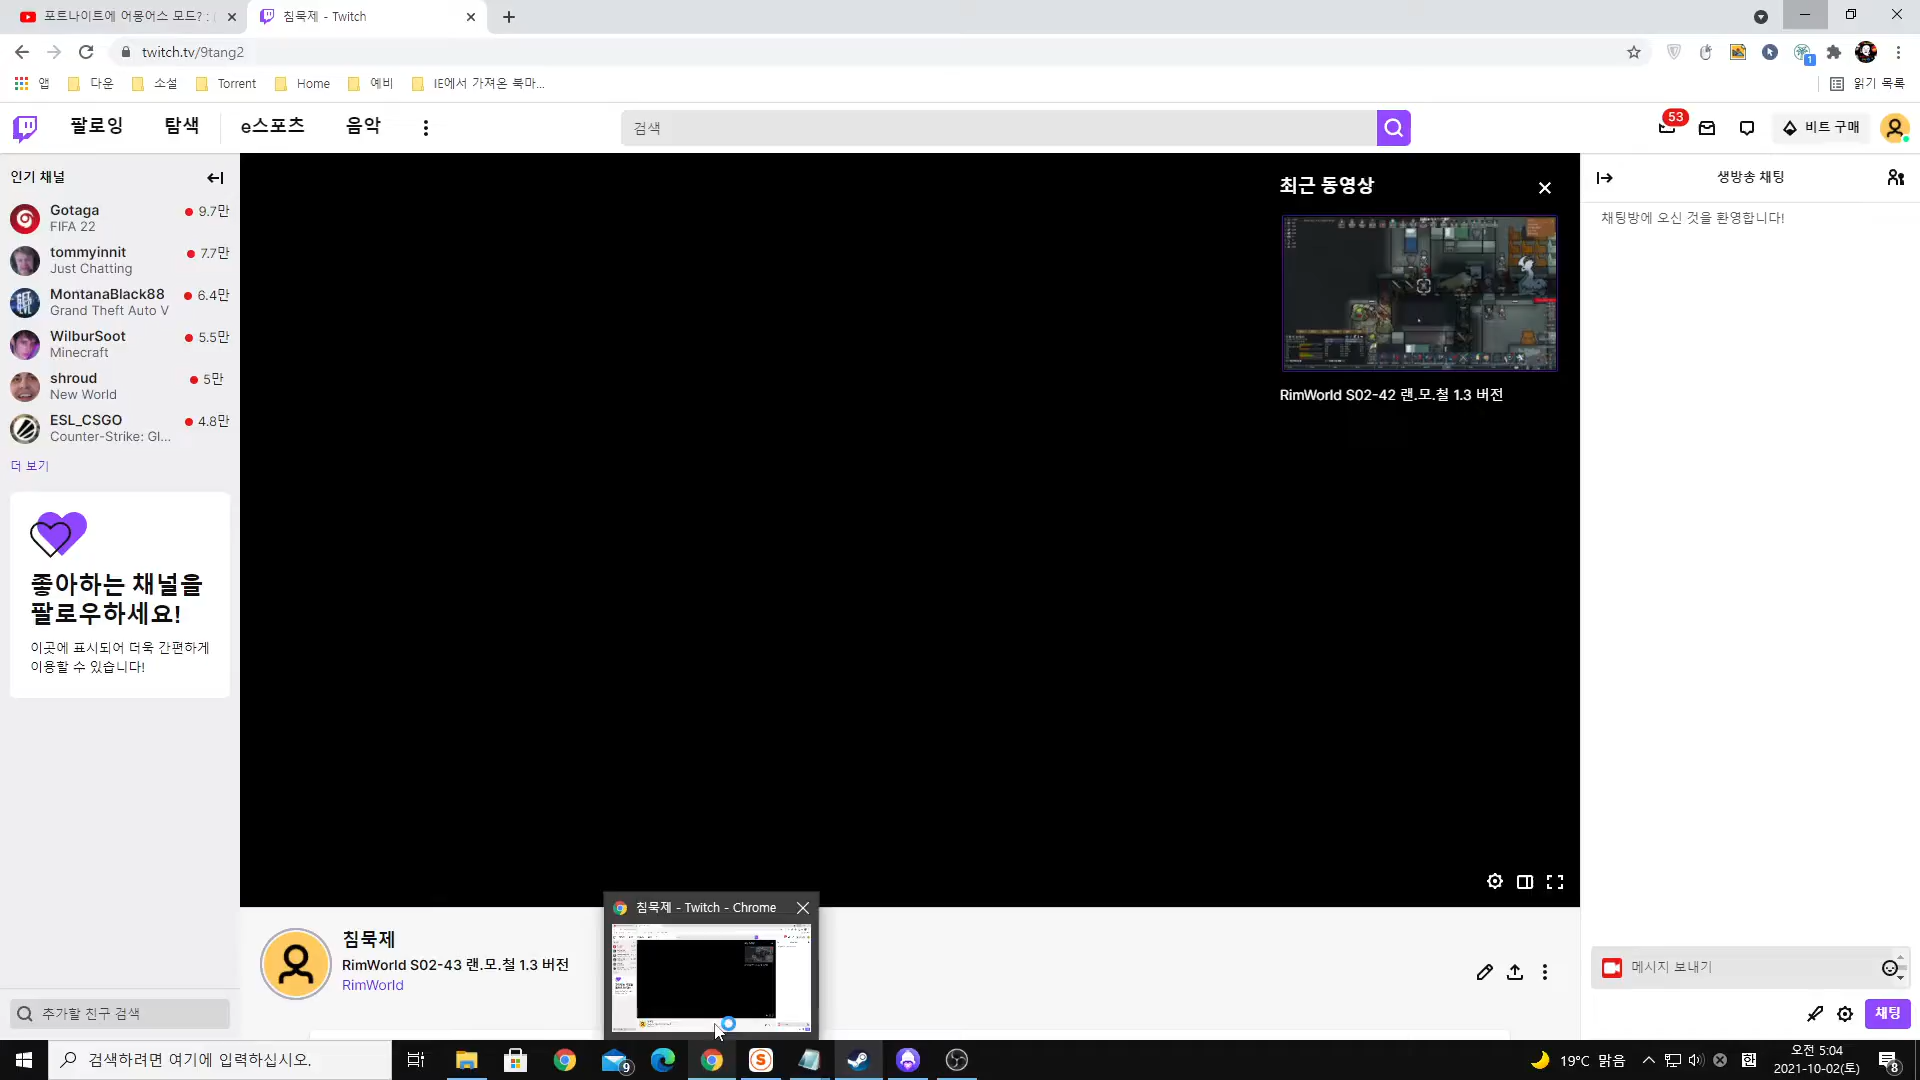 포트나이트에 어몽어스 모드? :
침묵제 - Twitch
twitch.tv/9tang2
앱
다운
소설
Torrent
Home
예비
IE에서 가져온 북마...
읽기 목록
팔로잉
탐색
e스포츠
음악
검색
53
비트 구매
인기 채널
Gotaga
9.7만
FIFA 22
tommyinnit
7.7만
Just Chatting
MontanaBlack88
6.4만
Grand Theft Auto V
WilburSoot
5.5만
Minecraft
shroud
5만
New World
ESL_CSGO
4.8만
Counter-Strike: Gl...
더 보기
좋아하는 채널을
팔로우하세요!
이곳에 표시되어 더욱 간편하게
이용할 수 있습니다!
추가할 친구 검색
최근 동영상
RimWorld S02-42 랜.모.철 1.3 버전
침묵제
RimWorld S02-43 랜.모.철 1.3 버전
RimWorld
침묵제 - Twitch - Chrome
생방송 채팅
채팅방에 오신 것을 환영합니다!
메시지 보내기
채팅
검색하려면 여기에 입력하십시오.
9
19°C 맑음
오전 5:04
2021-10-02(토)
8